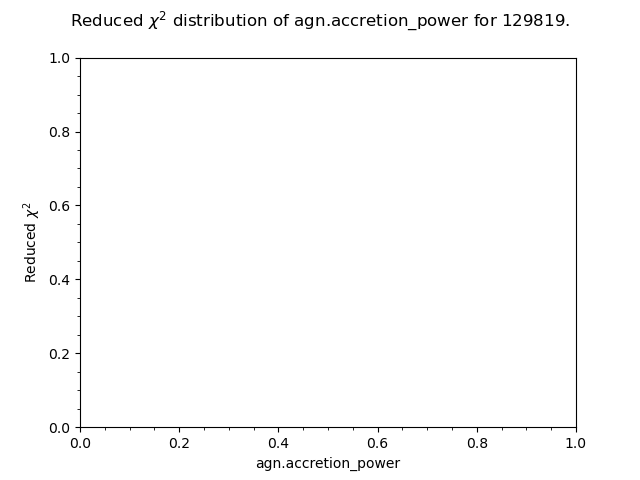 Reduced χ² distribution of agn.accretion_power for 129819.
1.0
0.8
0.6
0.4
0.2
0.0
Reduced χ²
0.0 0.2 0.4 0.6 0.8 1.0
agn.accretion_power